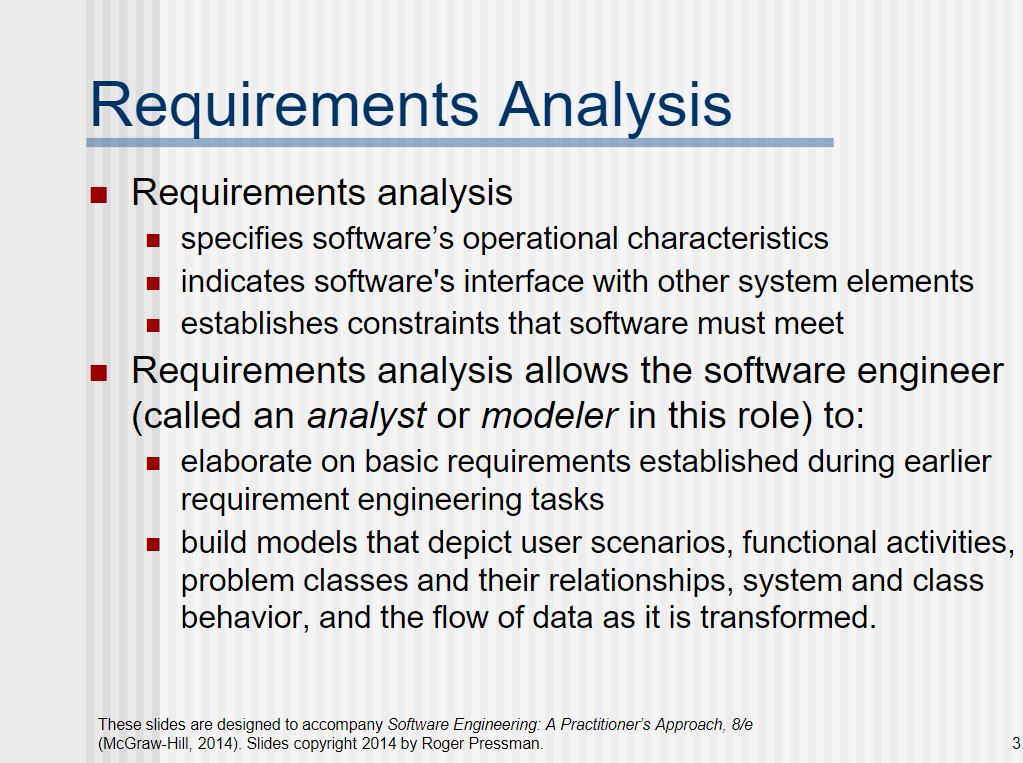 Requirements Analysis
Requirements analysis
specifies software’s operational characteristics
indicates software's interface with other system elements
establishes constraints that software must meet
Requirements analysis allows the software engineer
(called an analyst or modeler in this role) to:
elaborate on basic requirements established during earlier
requirement engineering tasks
build models that depict user scenarios, functional activities,
problem classes and their relationships, system and class
behavior, and the flow of data as it is transformed.
These slides are designed to accompany Software Engineering: A Practitioner’s Approach, 8/e
(McGraw-Hill, 2014). Slides copyright 2014 by Roger Pressman.
3